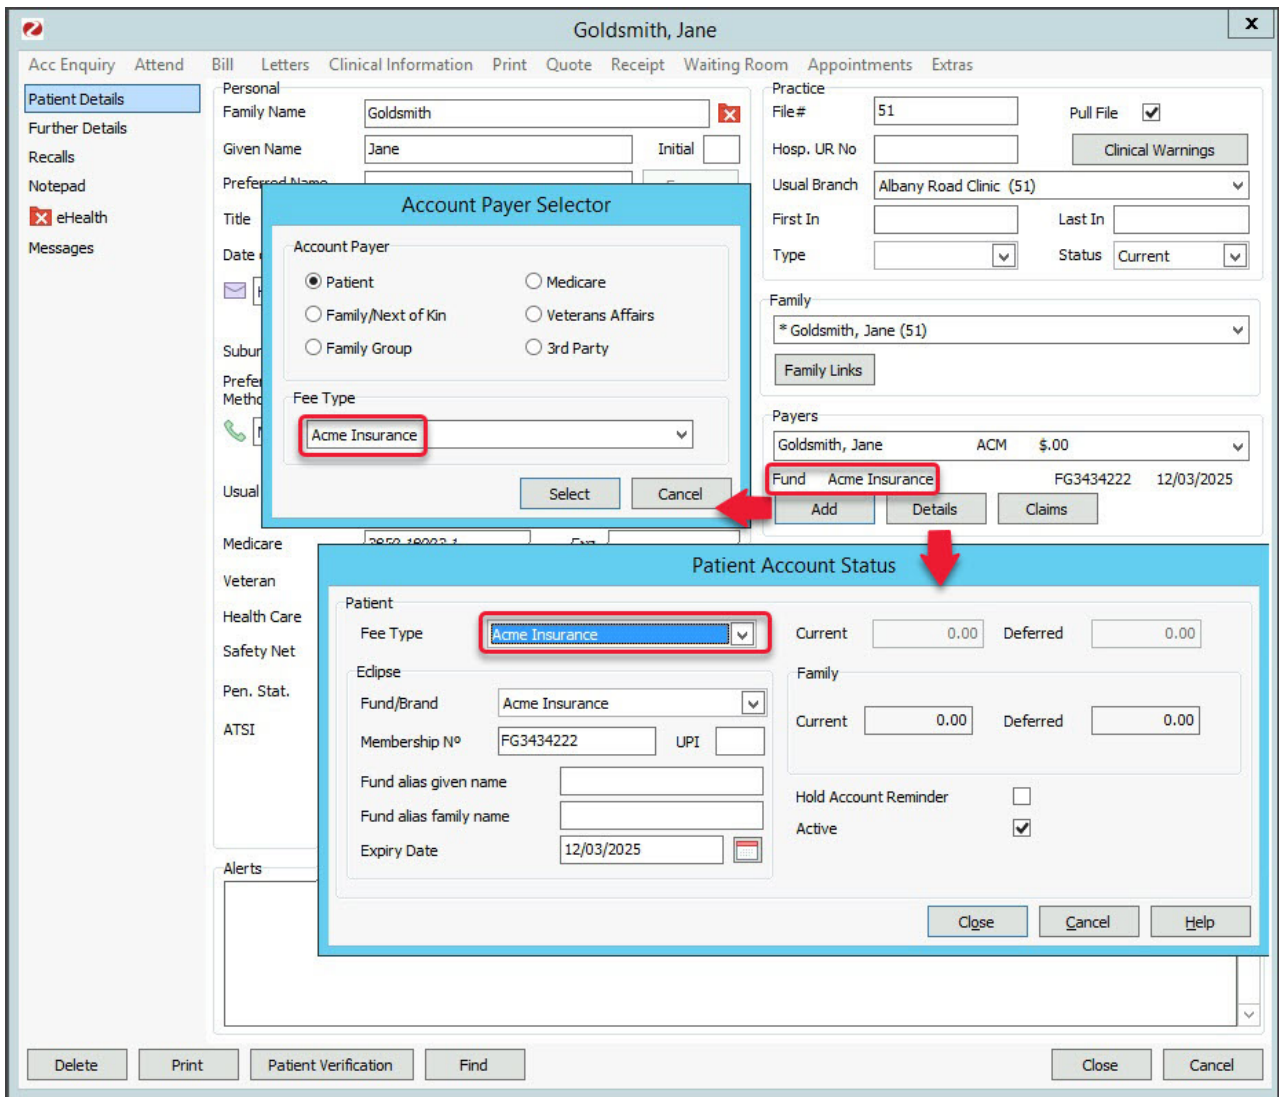 Goldsmith, Jane
x
Acc Enquiry Attend Bill Letters Clinical Information Print Quote Receipt Waiting Room Appointments Extras
Patient Details
Further Details
Recalls
Notepad
eHealth
Messages
Personal
Family Name Goldsmith
Given Name Jane Initial
Preferred Name
Title
Date
Medicare
Veteran
Health Care
Safety Net
Pen. Stat.
ATSI
Usual
Practice
File# 51 Pull File
Hosp. UR No Clinical Warnings
Usual Branch Albany Road Clinic (51)
First In Last In
Type Status Current
Family
* Goldsmith, Jane (51)
Family Links
Payers
Goldsmith, Jane ACM $.00
Fund Acme Insurance FG3434222 12/03/2025
Add Details Claims
Account Payer Selector
Account Payer
Patient Medicare
Family/Next of Kin Veterans Affairs
Family Group 3rd Party
Fee Type
Acme Insurance
Select Cancel
Patient Account Status
Patient
Fee Type Acme Insurance Current 0.00 Deferred 0.00
Eclipse
Fund/Brand Acme Insurance
Membership Nº FG3434222 UPI
Fund alias given name
Fund alias family name
Expiry Date 12/03/2025
Family
Current 0.00 Deferred 0.00
Hold Account Reminder
Active
Close Cancel Help
Alerts
Delete Print Patient Verification Find Close Cancel